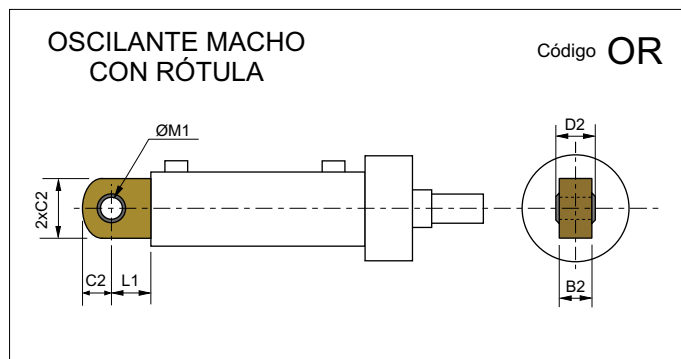 OSCILANTE MACHO
CON RÓTULA
Código OR
ØM1
D2
2xC2
C2
L1
B2